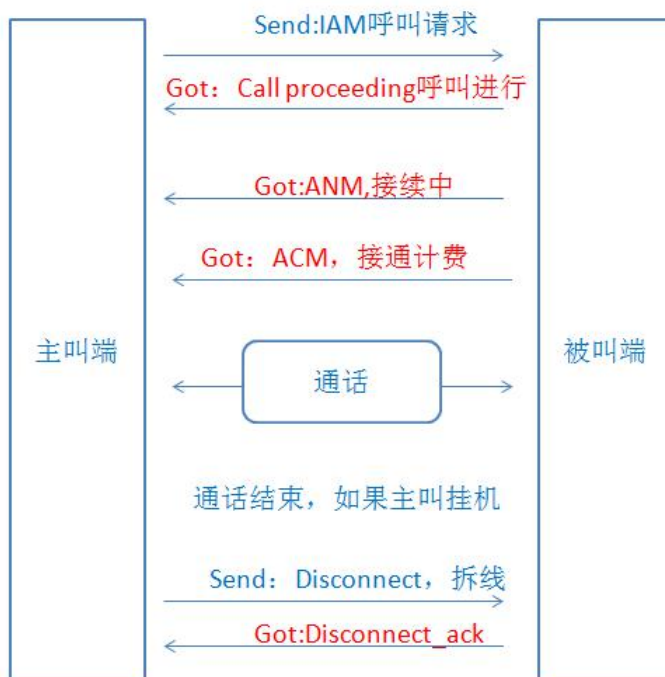 Send:IAM呼叫请求
Got：Call proceeding呼叫进行
Got:ANM,接续中
Got：ACM，接通计费
主叫端
通话
被叫端
通话结束，如果主叫挂机
Send：Disconnect，拆线
Got:Disconnect_ack